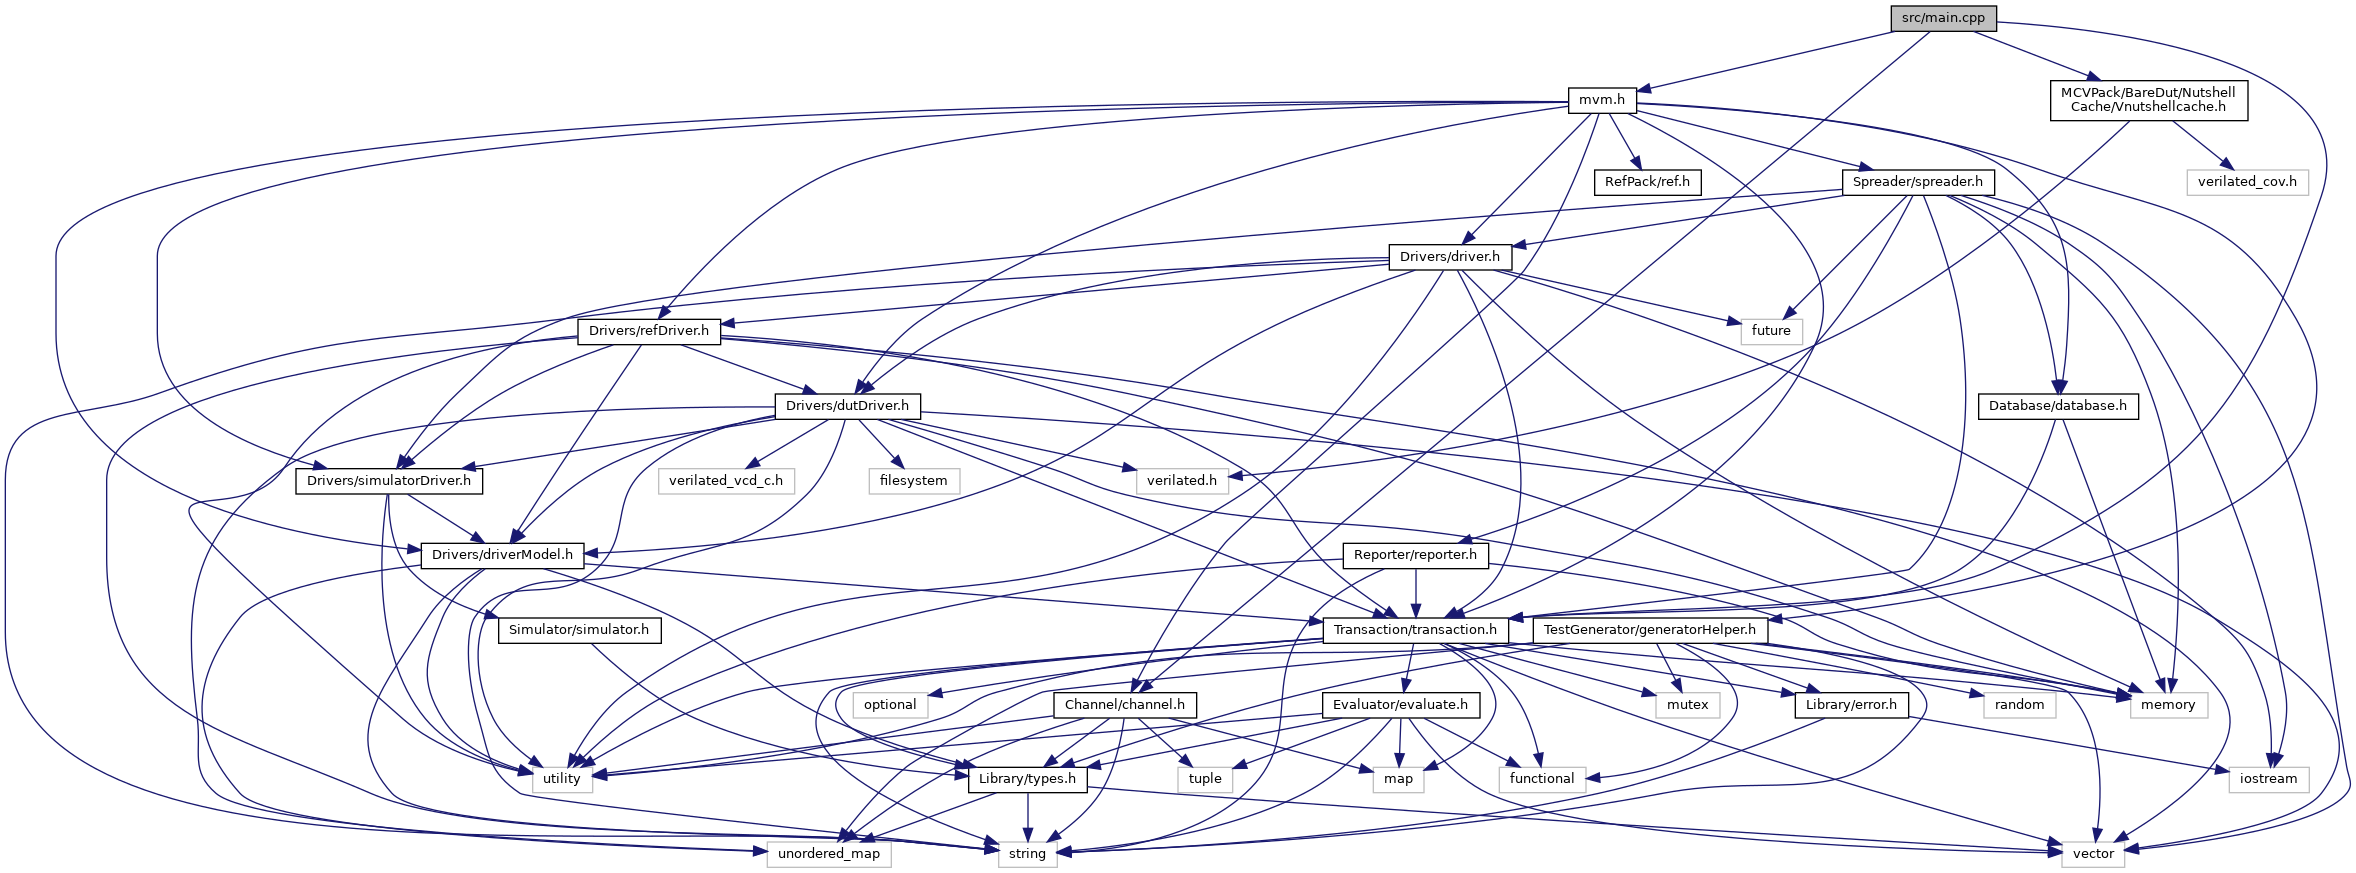 src/main.cpp
mvm.h
MCVPack/BareDut/Nutshell
Cache/Vnutshellcache.h
RefPack/ref.h
Spreader/spreader.h
verilated_cov.h
Drivers/driver.h
Drivers/refDriver.h
future
Drivers/dutDriver.h
Database/database.h
Drivers/simulatorDriver.h
verilated_vcd_c.h
filesystem
verilated.h
Drivers/driverModel.h
Reporter/reporter.h
Simulator/simulator.h
Transaction/transaction.h
TestGenerator/generatorHelper.h
optional
Channel/channel.h
Evaluator/evaluate.h
mutex
Library/error.h
random
memory
utility
Library/types.h
tuple
map
functional
iostream
unordered_map
string
vector